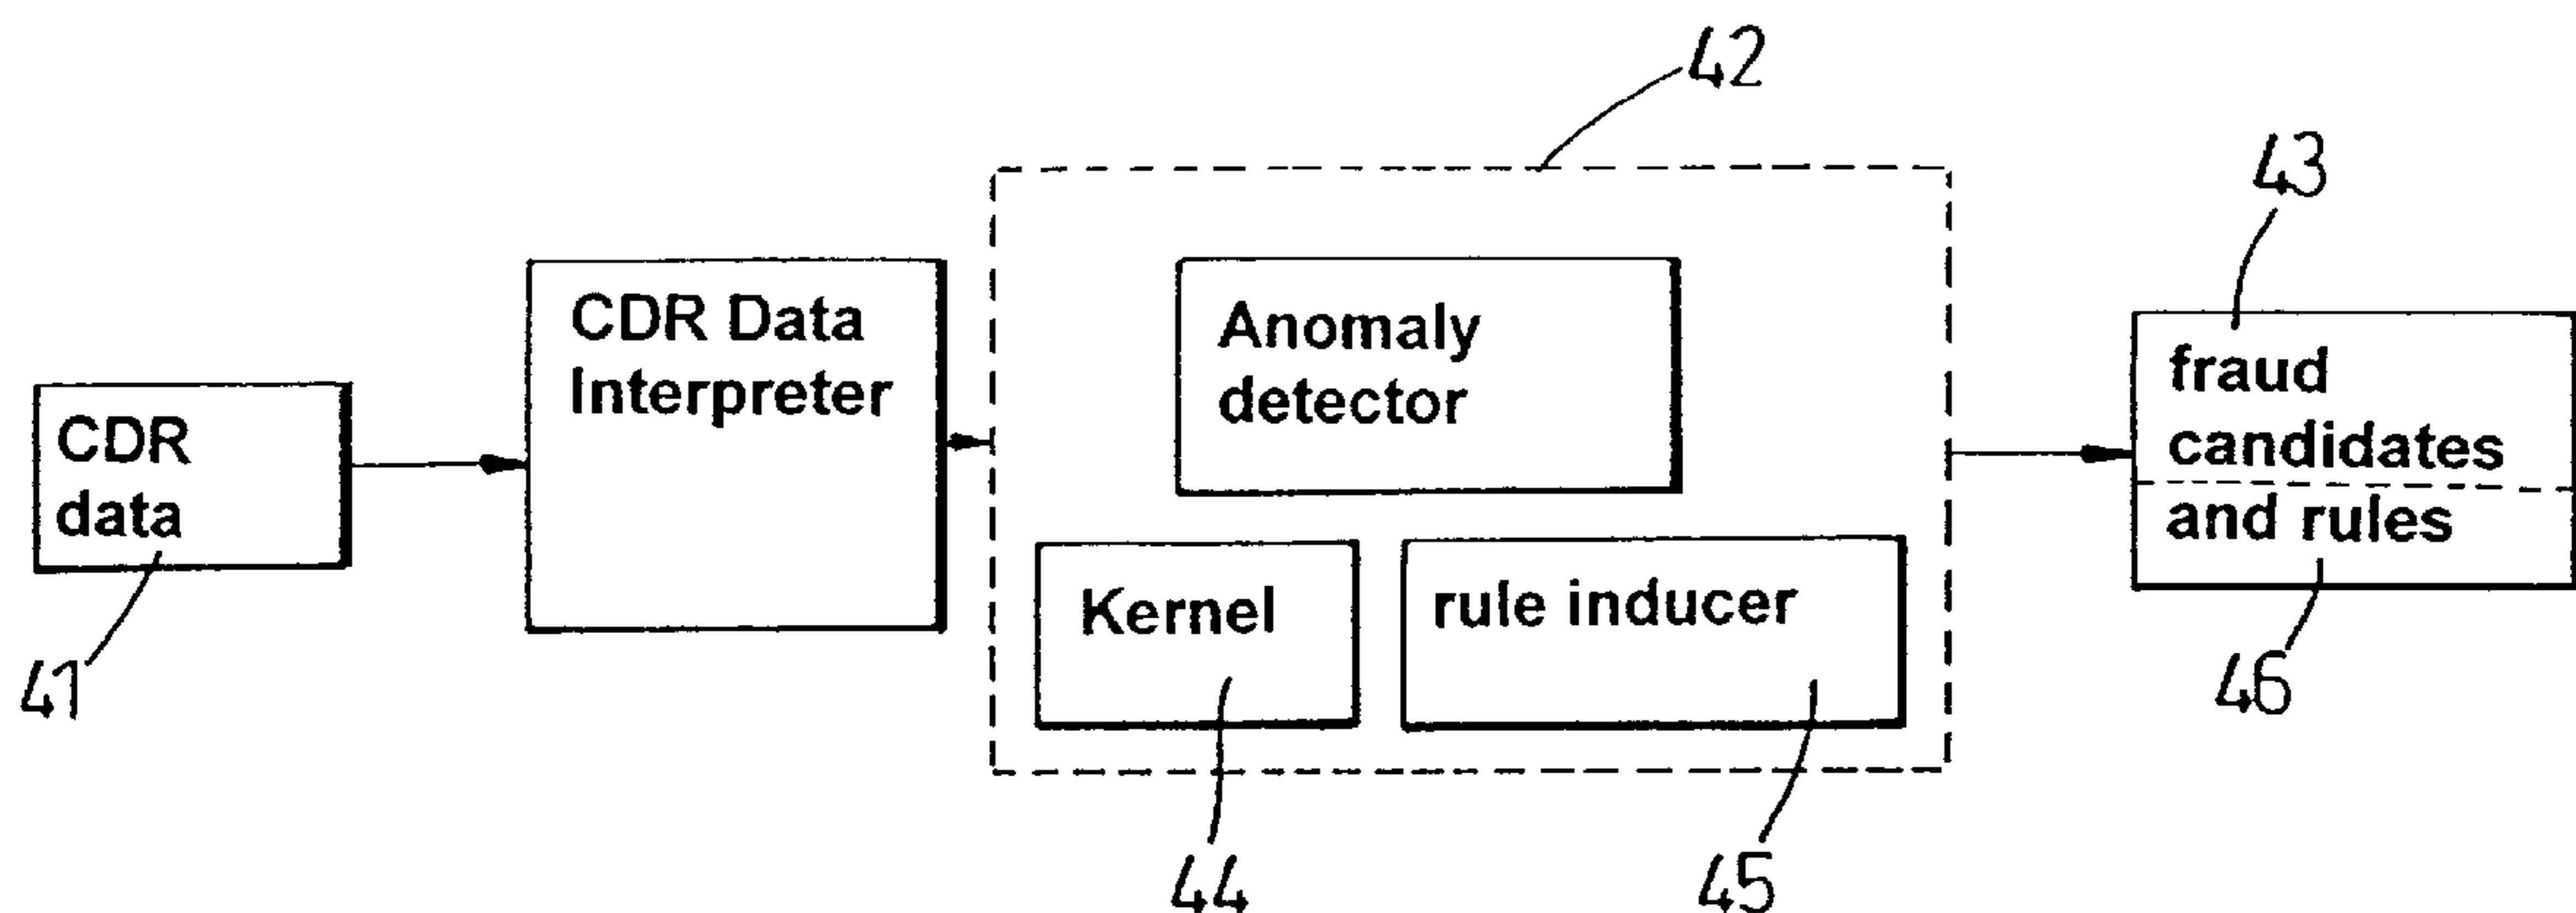 42
43
CDR Data
Interpreter
Anomaly
detector
fraud
candidates
and rules
CDR
data
Kernel
rule inducer
41
46
44
45